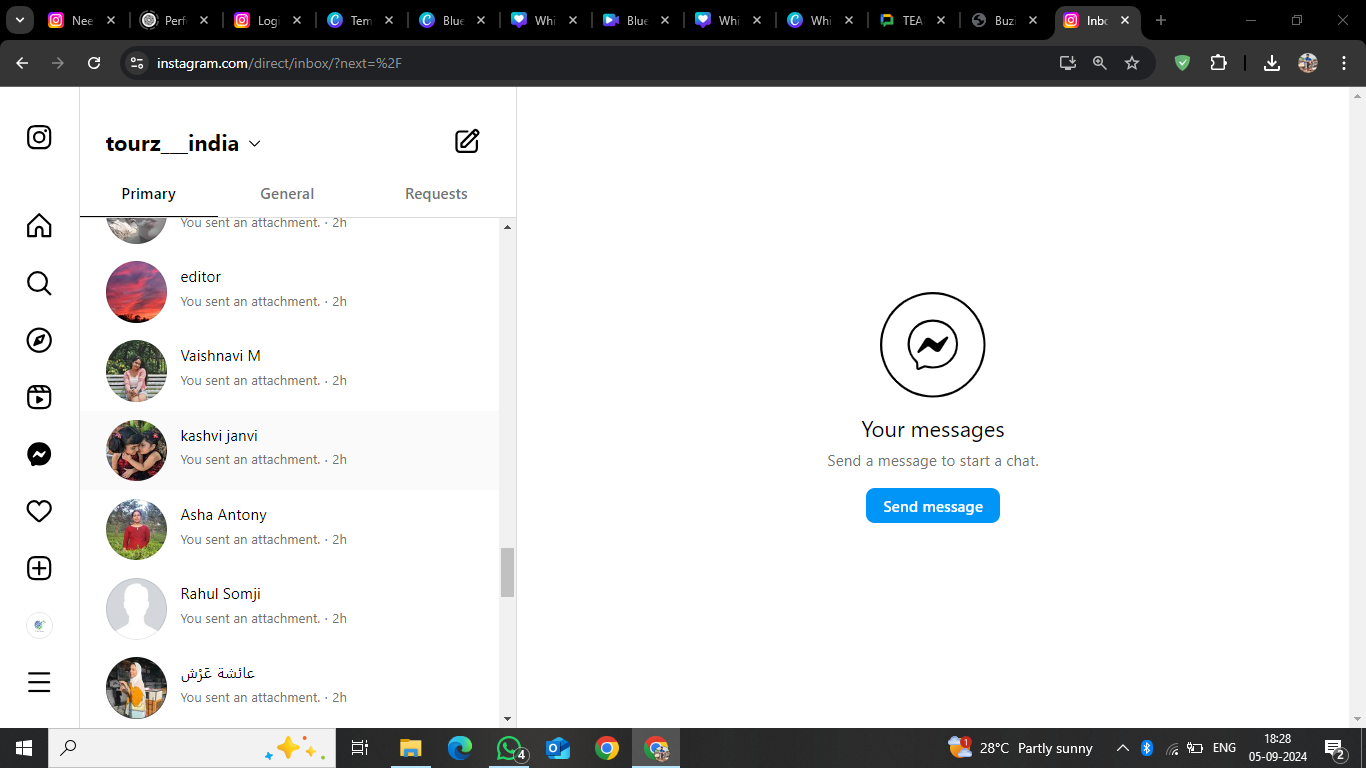 Nee
Perf
Logi
Tem
Blue
Whi
Blue
Whi
Whi
TEA
Buzi
Inbo
instagram.com/direct/inbox/?next=%2F
tourz___india
Primary
General
Requests
You sent an attachment. · 2h
editor
You sent an attachment. · 2h
Vaishnavi M
You sent an attachment. · 2h
kashvi janvi
You sent an attachment. · 2h
Asha Antony
You sent an attachment. · 2h
Rahul Somji
You sent an attachment. · 2h
عائشة عَرْش
You sent an attachment. · 2h
Your messages
Send a message to start a chat.
Send message
4
1
28°C Partly sunny
ENG
18:28
05-09-2024
2